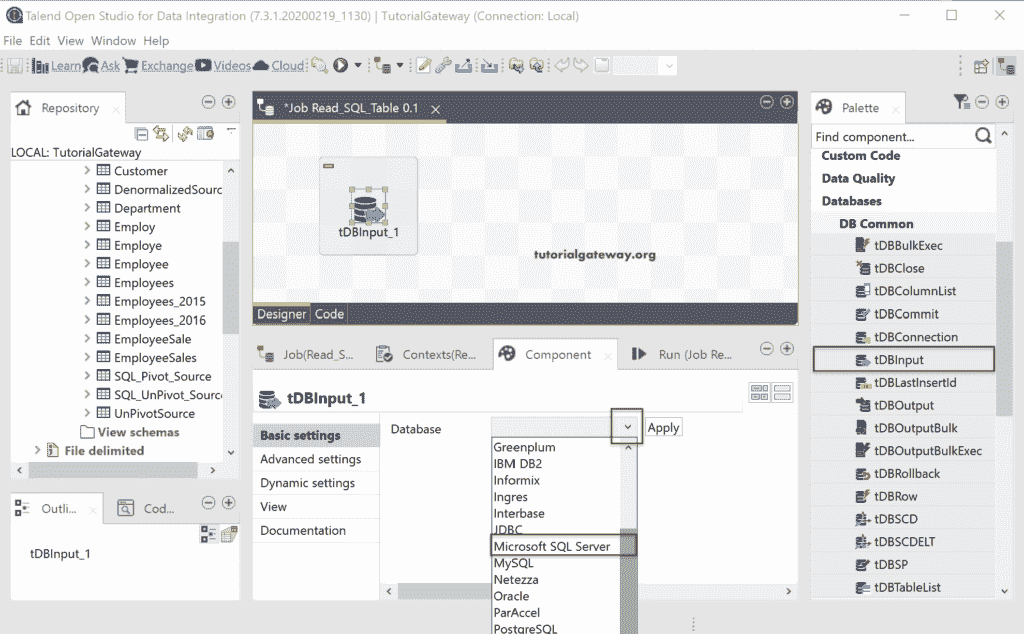 Talend Open Studio for Data Integration (7.3.1.20200219_1130) | TutorialGateway (Connection: Local)
File Edit View Window Help
Learn Ask Exchange Videos Cloud
Repository
LOCAL: TutorialGateway
Customer
DenormalizedSourc
Department
Employ
Employe
Employee
Employees
Employees_2015
Employees_2016
EmployeeSale
EmployeeSales
SQL_Pivot_Source
SQL_UnPivot_Sourc
UnPivotSource
View schemas
File delimited
Outli...
Cod...
tDBInput_1
*Job Read_SQL_Table 0.1
tDBInput_1
tutorialgateway.org
Designer Code
Job(Read_S...
Contexts(Re...
Component
Run (Job Re...
tDBInput_1
Basic settings
Advanced settings
Dynamic settings
View
Documentation
Database
Apply
Greenplum
IBM DB2
Informix
Ingres
Interbase
JDBC
Microsoft SQL Server
MySQL
Netezza
Oracle
ParAccel
PostgreSQL
Palette
Find component...
Custom Code
Data Quality
Databases
DB Common
tDBBulkExec
tDBClose
tDBColumnList
tDBCommit
tDBConnection
tDBInput
tDBLastInsertId
tDBOutput
tDBOutputBulk
tDBOutputBulkExec
tDBRollback
tDBRow
tDBSCD
tDBSCDELT
tDBSP
tDBTableList